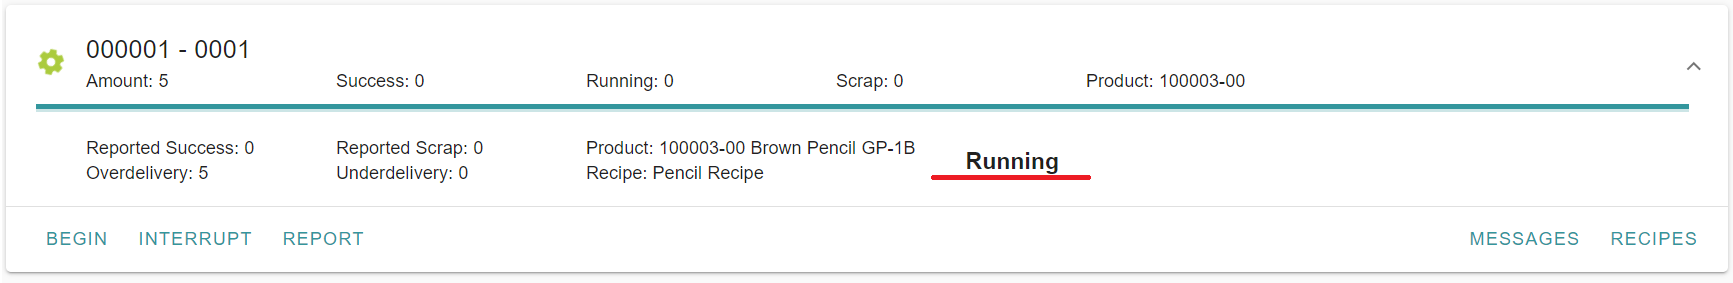 000001 - 0001
Amount: 5 Success: 0 Running: 0 Scrap: 0 Product: 100003-00
Reported Success: 0 Reported Scrap: 0 Product: 100003-00 Brown Pencil GP-1B
Running
Overdelivery: 5 Underdelivery: 0 Recipe: Pencil Recipe
BEGIN INTERRUPT REPORT MESSAGES RECIPES